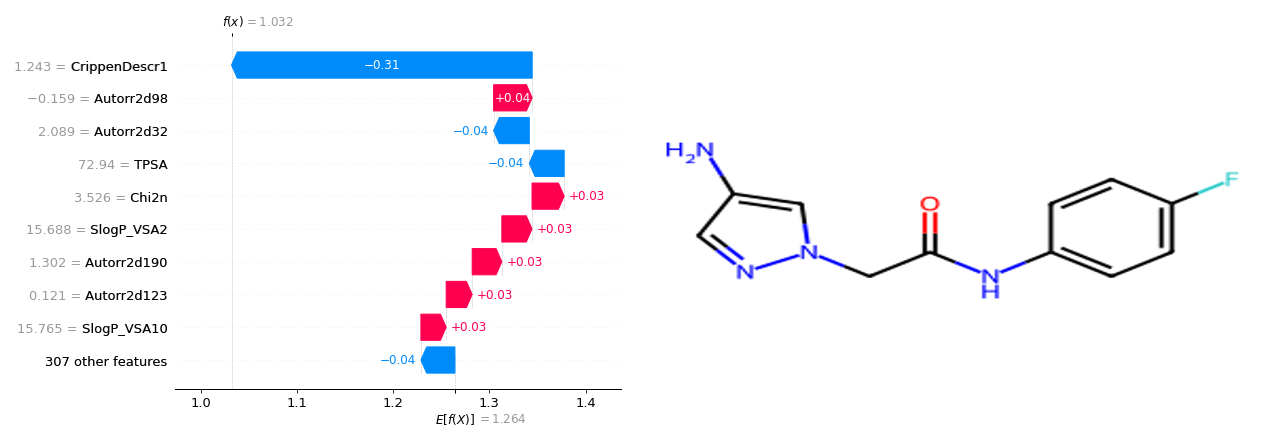 f(x) = 1.032
1.243 = CrippenDescr1
−0.31
−0.159 = Autorr2d98
+0.04
2.089 = Autorr2d32
−0.04
72.94 = TPSA
−0.04
3.526 = Chi2n
+0.03
15.688 = SlogP_VSA2
+0.03
1.302 = Autorr2d190
+0.03
0.121 = Autorr2d123
+0.03
15.765 = SlogP_VSA10
+0.03
307 other features
−0.04
1.0 1.1 1.2 1.3 1.4
E[f(X)] = 1.264
H2N
N
N
O
N
H
F